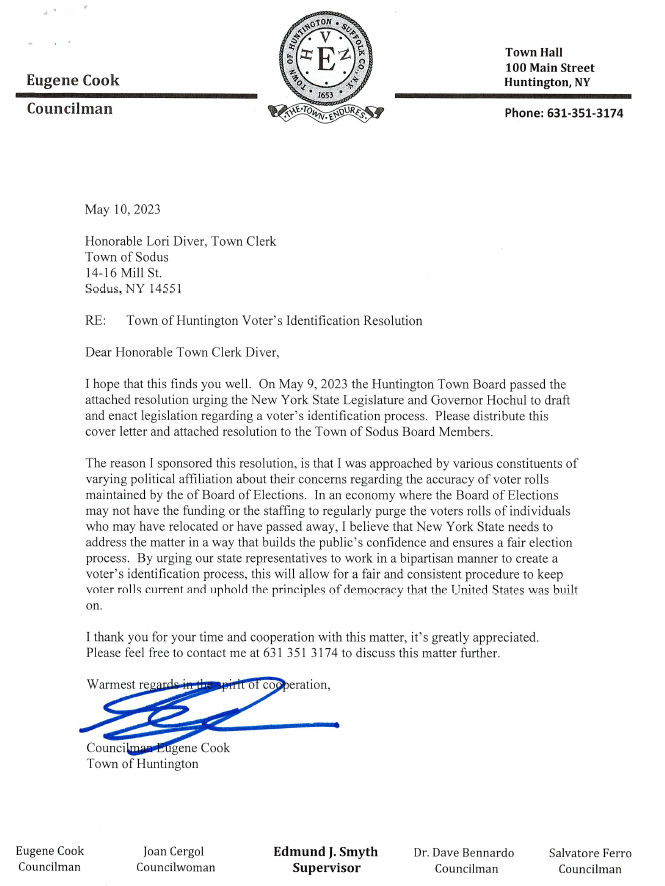 Eugene Cook
Councilman
TOWN OF HUNTINGTON · SUFFOLK CO., N.Y.
H V N
E
· 1653 ·
·THE·TOWN·ENDURES·
Town Hall
100 Main Street
Huntington, NY
Phone: 631-351-3174
May 10, 2023
Honorable Lori Diver, Town Clerk
Town of Sodus
14-16 Mill St.
Sodus, NY 14551
RE: Town of Huntington Voter's Identification Resolution
Dear Honorable Town Clerk Diver,
I hope that this finds you well. On May 9, 2023 the Huntington Town Board passed the
attached resolution urging the New York State Legislature and Governor Hochul to draft
and enact legislation regarding a voter's identification process. Please distribute this
cover letter and attached resolution to the Town of Sodus Board Members.
The reason I sponsored this resolution, is that I was approached by various constituents of
varying political affiliation about their concerns regarding the accuracy of voter rolls
maintained by the of Board of Elections. In an economy where the Board of Elections
may not have the funding or the staffing to regularly purge the voters rolls of individuals
who may have relocated or have passed away, I believe that New York State needs to
address the matter in a way that builds the public's confidence and ensures a fair election
process. By urging our state representatives to work in a bipartisan manner to create a
voter's identification process, this will allow for a fair and consistent procedure to keep
voter rolls current and uphold the principles of democracy that the United States was built
on.
I thank you for your time and cooperation with this matter, it's greatly appreciated.
Please feel free to contact me at 631 351 3174 to discuss this matter further.
Warmest regards in the spirit of cooperation,
Councilman Eugene Cook
Town of Huntington
Eugene Cook
Councilman
Joan Cergol
Councilwoman
Edmund J. Smyth
Supervisor
Dr. Dave Bennardo
Councilman
Salvatore Ferro
Councilman